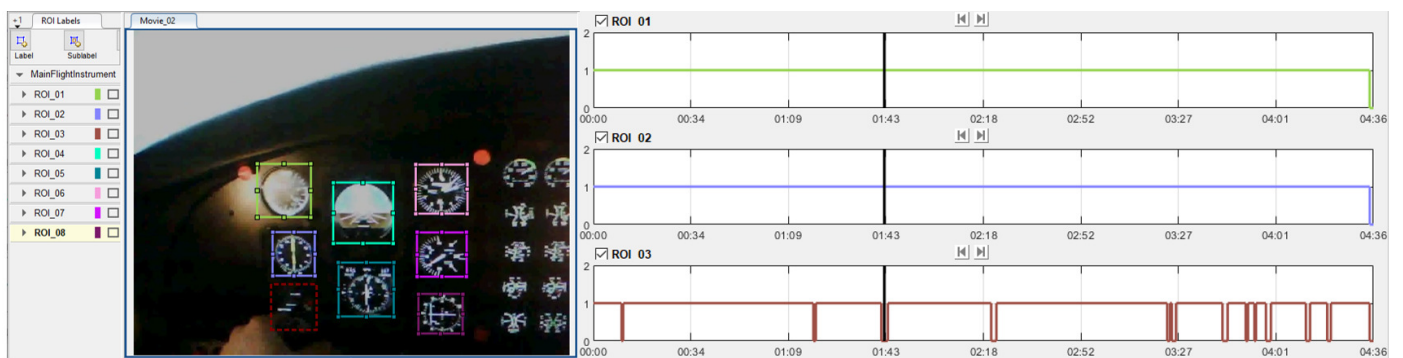 +1 ROI Labels
Label Sublabel
MainFlightInstrument
ROI_01
ROI_02
ROI_03
ROI_04
ROI_05
ROI_06
ROI_07
ROI_08
Movie_02
ROI 01
2
1
0
00:00 00:34 01:09 01:43 02:18 02:52 03:27 04:01 04:36
ROI 02
2
1
0
00:00 00:34 01:09 01:43 02:18 02:52 03:27 04:01 04:36
ROI 03
2
1
0
00:00 00:34 01:09 01:43 02:18 02:52 03:27 04:01 04:36